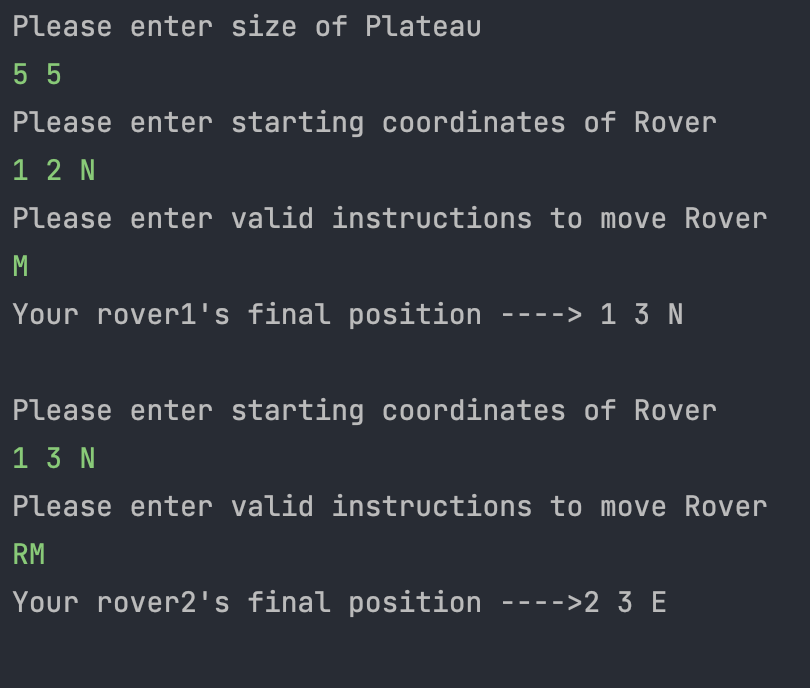 Please enter size of Plateau
5 5
Please enter starting coordinates of Rover
1 2 N
Please enter valid instructions to move Rover
M
Your rover1's final position ----> 1 3 N
Please enter starting coordinates of Rover
1 3 N
Please enter valid instructions to move Rover
RM
Your rover2's final position ---->2 3 E